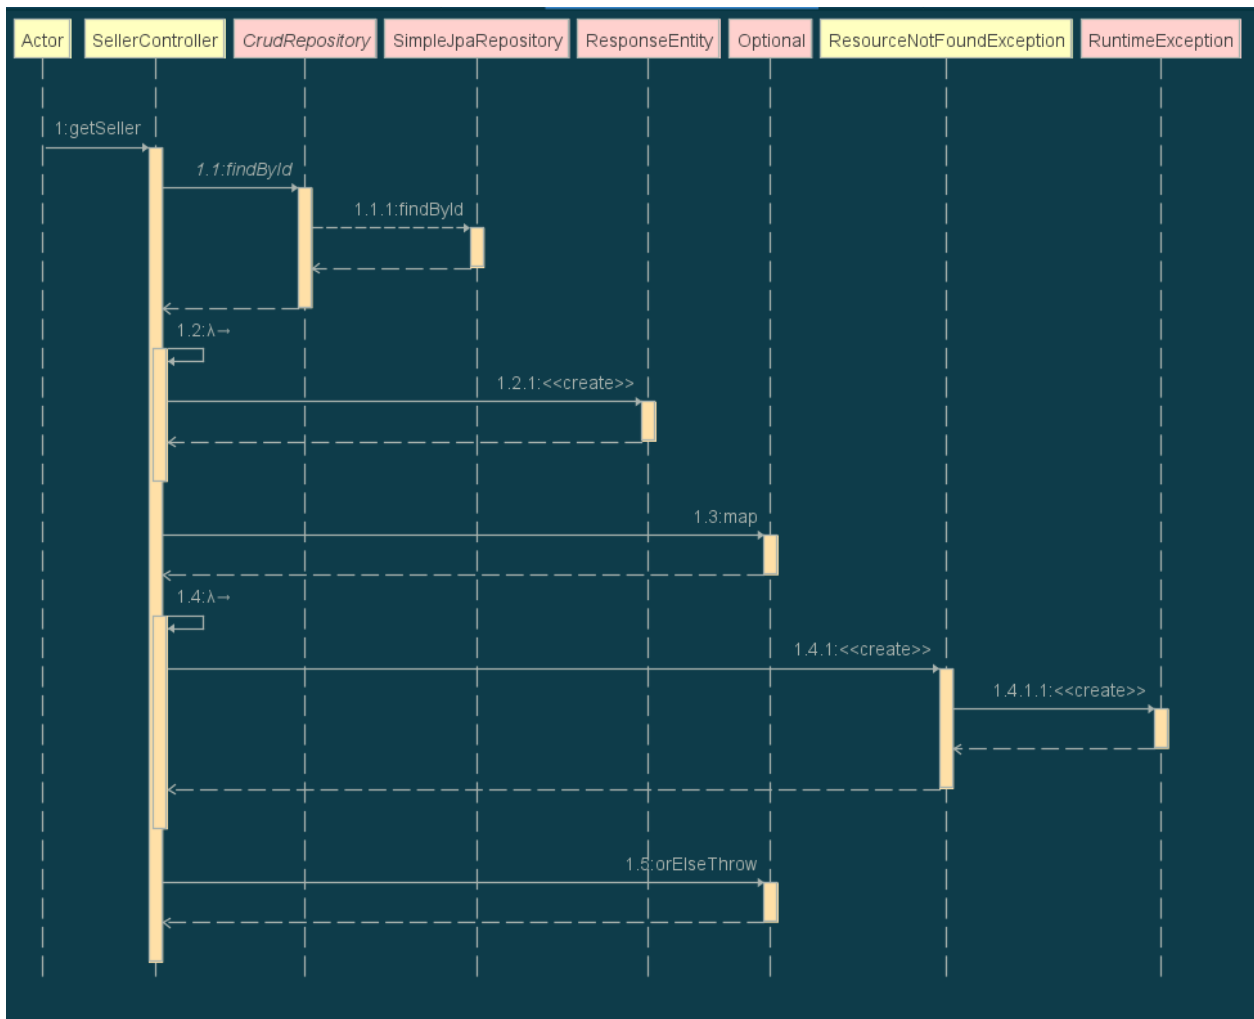 Actor
SellerController
CrudRepository
SimpleJpaRepository
ResponseEntity
Optional
ResourceNotFoundException
RuntimeException
1:getSeller
1.1:findById
1.1.1:findById
1.2:λ→
1.2.1:<<create>>
1.3:map
1.4:λ→
1.4.1:<<create>>
1.4.1.1:<<create>>
1.5:orElseThrow